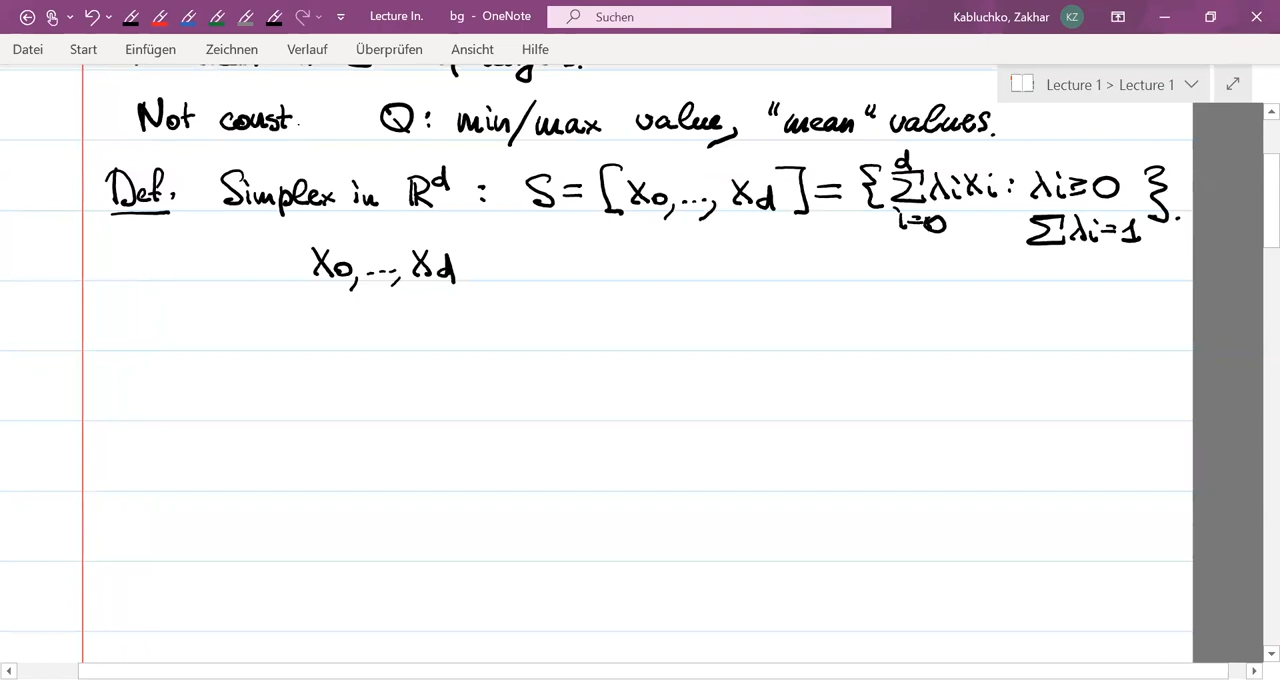 Lecture In. bg - OneNote
Suchen
Kabluchko, Zakhar KZ
Datei Start Einfügen Zeichnen Verlauf Überprüfen Ansicht Hilfe
Lecture 1 > Lecture 1
Not const. Q: min/max value, "mean" values.
Def. Simplex in ℝᵈ : S = [x₀, ..., x_d] = { ∑_{i=0}^{d} λᵢxᵢ : λᵢ ≥ 0
∑λᵢ = 1 }.
x₀, ..., x_d